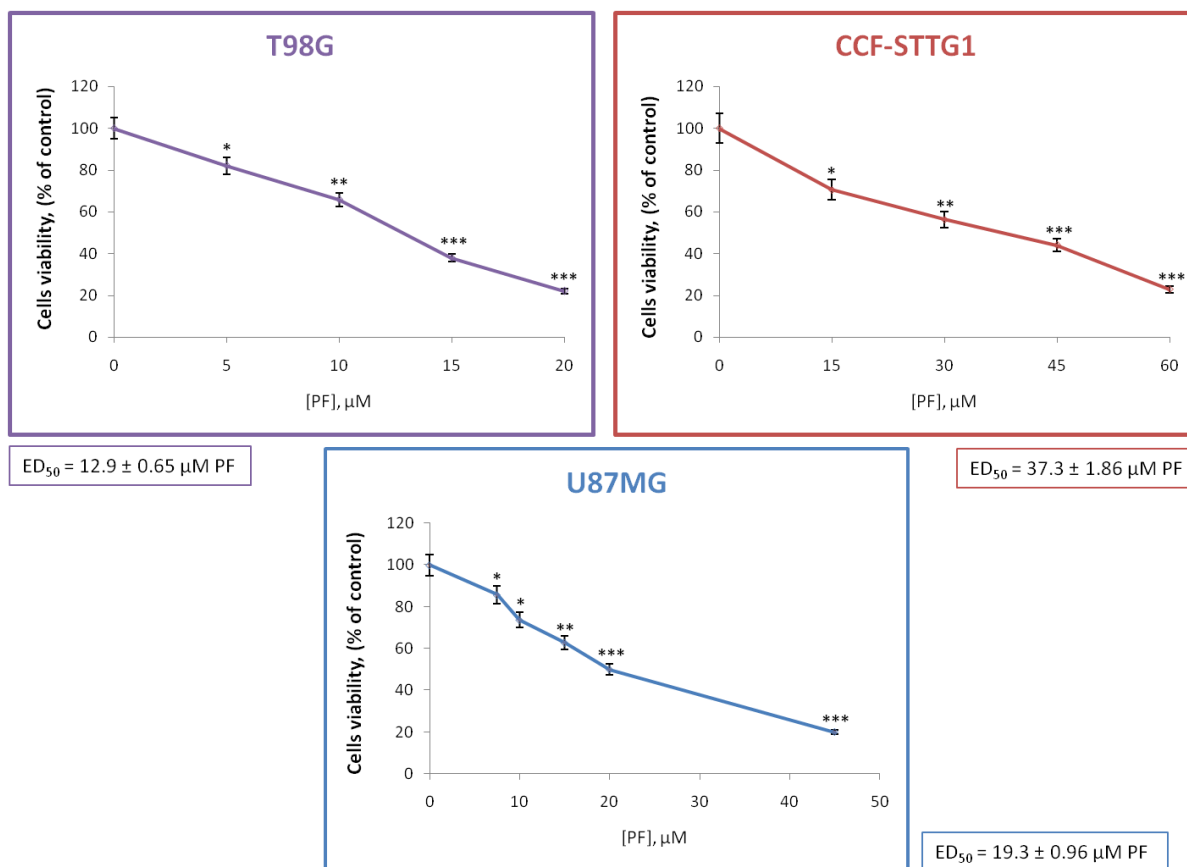 T98G
Cells viability, (% of control)
120
100
80
60
40
20
0
*
**
***
***
0 5 10 15 20
[PF], µM
ED50 = 12.9 ± 0.65 µM PF
CCF-STTG1
Cells viability, (% of control)
120
100
80
60
40
20
0
*
**
***
***
0 15 30 45 60
[PF], µM
ED50 = 37.3 ± 1.86 µM PF
U87MG
Cells viability, (% of control)
120
100
80
60
40
20
0
*
*
**
***
***
0 10 20 30 40 50
[PF], µM
ED50 = 19.3 ± 0.96 µM PF